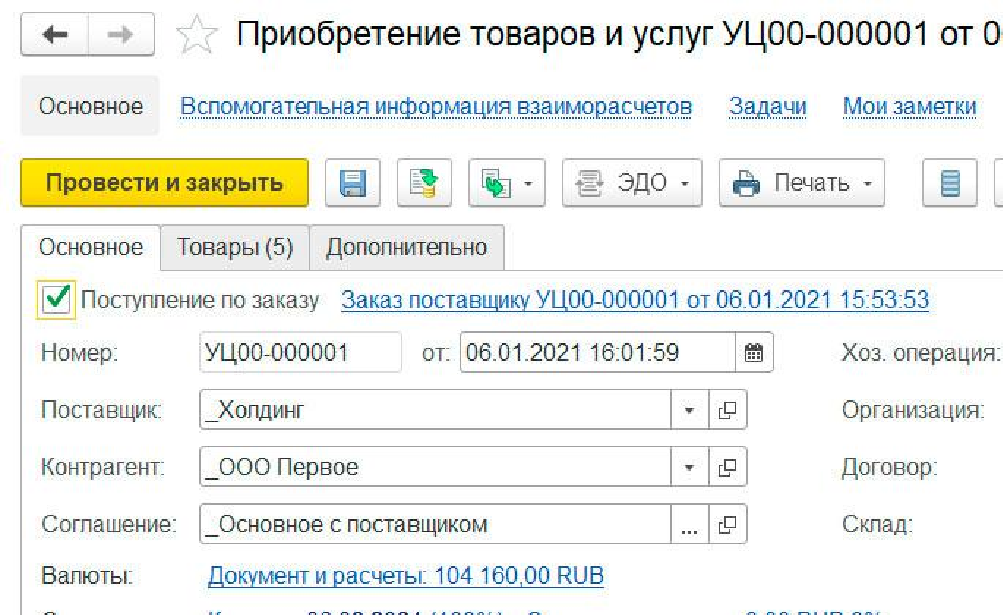 Приобретение товаров и услуг УЦ00-000001 от 0
Основное Вспомогательная информация взаиморасчетов Задачи Мои заметки
Провести и закрыть ЭДО Печать
Основное Товары (5) Дополнительно
Поступление по заказу Заказ поставщику УЦ00-000001 от 06.01.2021 15:53:53
Номер: УЦ00-000001 от: 06.01.2021 16:01:59 Хоз. операция:
Поставщик: _Холдинг Организация:
Контрагент: _ООО Первое Договор:
Соглашение: _Основное с поставщиком ... Склад:
Валюты: Документ и расчеты: 104 160,00 RUB